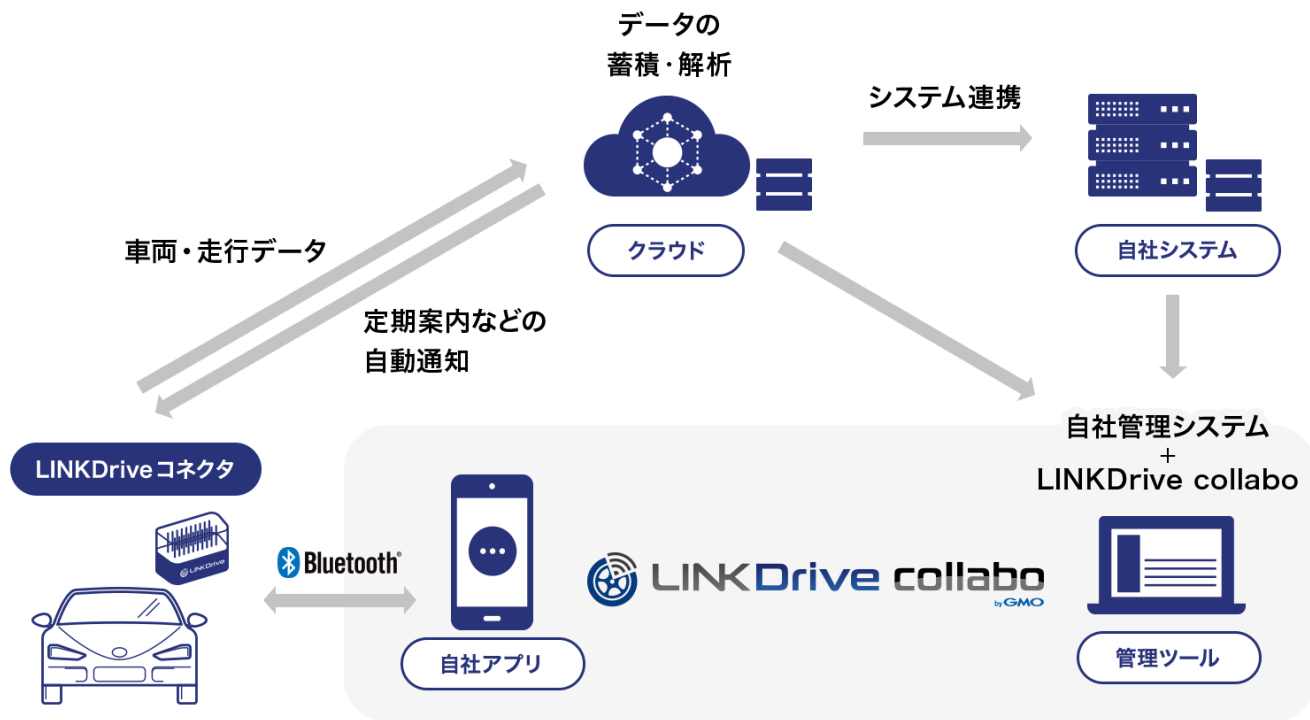 データの
蓄積・解析
システム連携
クラウド
自社システム
車両・走行データ
定期案内などの
自動通知
自社管理システム
+
LINKDrive collabo
LINKDriveコネクタ
LINKDrive
Bluetooth®
LINKDrive collabo
by GMO
自社アプリ
管理ツール